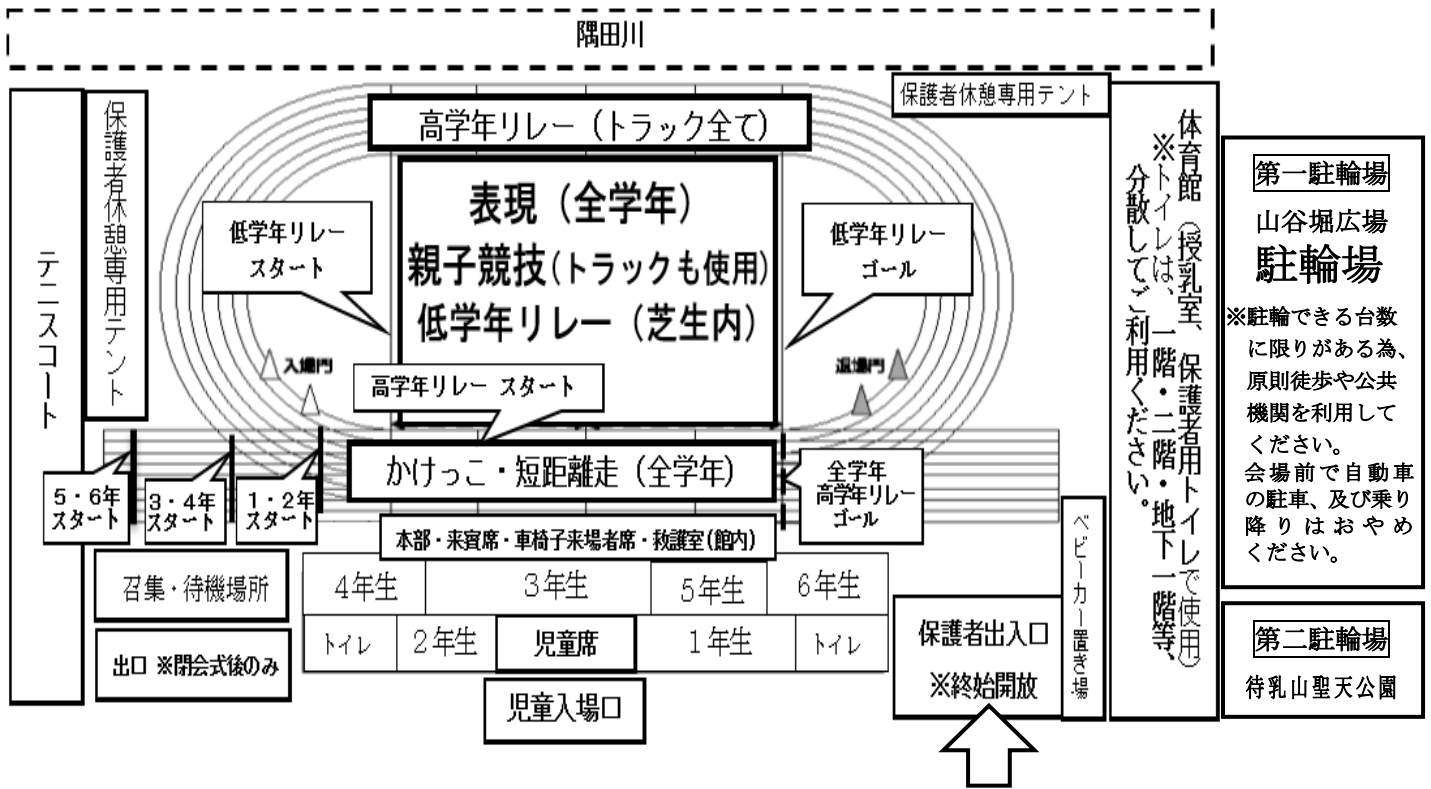 隅田川
保護者休憩専用テント
高学年リレー（トラック全て）
表現（全学年）
親子競技(トラックも使用)
低学年リレー（芝生内）
低学年リレー
スタート
低学年リレー
ゴール
入場門
退場門
高学年リレー スタート
かけっこ・短距離走（全学年）
5・6年
スタート
3・4年
スタート
1・2年
スタート
全学年
高学年リレー
ゴール
本部・来賓席・車椅子来場者席・救護室(館内)
テニスコート
保護者休憩専用テント
召集・待機場所
出口 ※閉会式後のみ
4年生
3年生
5年生
6年生
トイレ
2年生
児童席
1年生
トイレ
児童入場口
保護者出入口
※終始開放
ベビーカー置き場
体育館（授乳室、保護者用トイレで使用）
※トイレは、一階・二階・地下一階等、
分散してご利用ください。
第一駐輪場
山谷堀広場
駐輪場
※駐輪できる台数
に限りがある為、
原則徒歩や公共
機関を利用して
ください。
会場前で自動車
の駐車、及び乗り
降りはおやめ
ください。
第二駐輪場
待乳山聖天公園